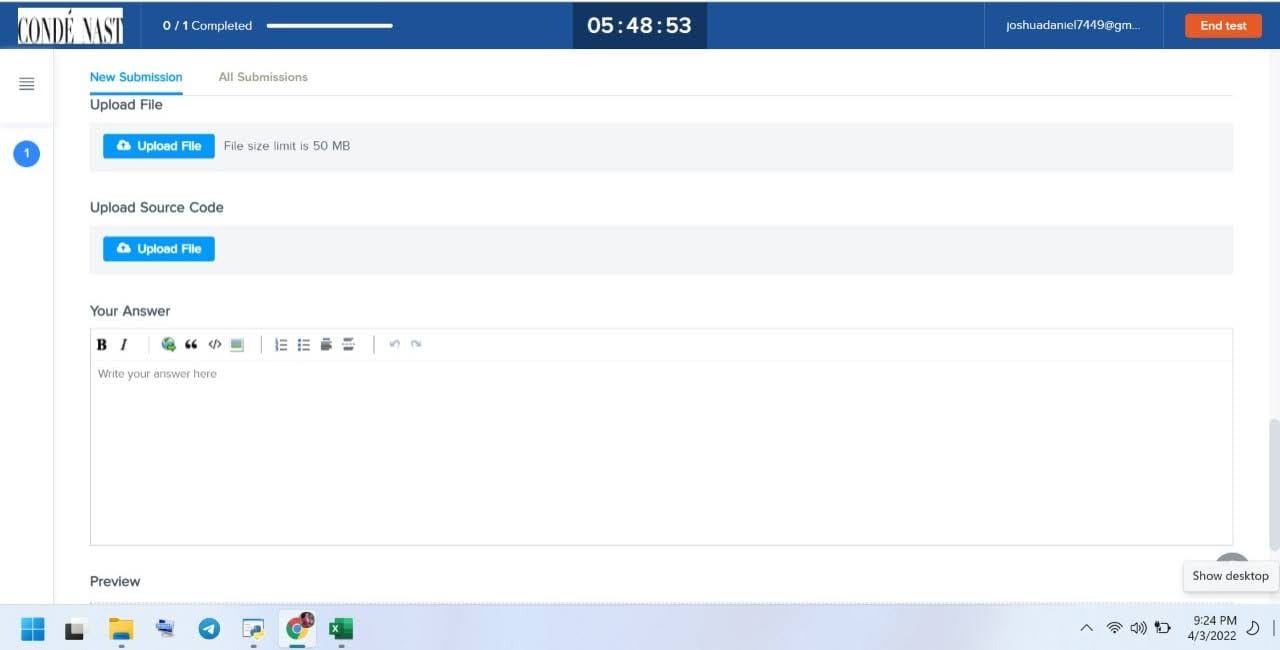 CONDÉ NAST
0 / 1 Completed
05:48:53
joshuadaniel7449@gm...
End test
New Submission
All Submissions
Upload File
Upload File
File size limit is 50 MB
1
Upload Source Code
Upload File
Your Answer
B I
Write your answer here
Preview
Show desktop
9:24 PM
4/3/2022